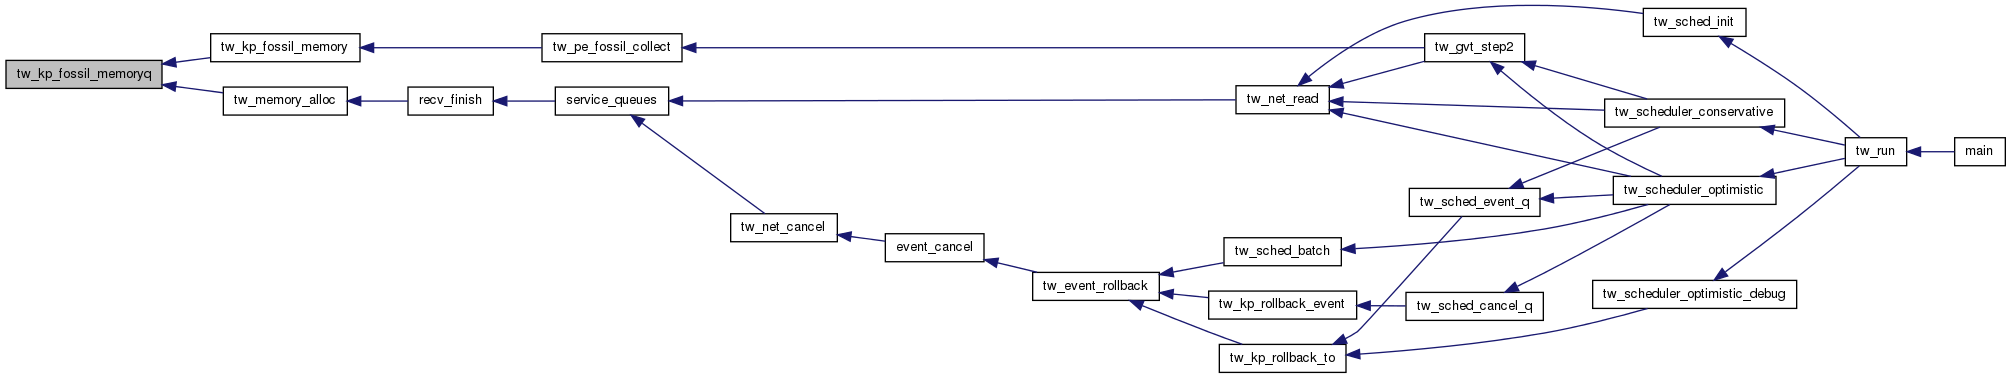 tw_kp_fossil_memoryq
tw_kp_fossil_memory
tw_memory_alloc
recv_finish
tw_pe_fossil_collect
service_queues
tw_net_cancel
event_cancel
tw_event_rollback
tw_net_read
tw_sched_batch
tw_kp_rollback_event
tw_kp_rollback_to
tw_gvt_step2
tw_sched_event_q
tw_sched_cancel_q
tw_sched_init
tw_scheduler_conservative
tw_scheduler_optimistic
tw_scheduler_optimistic_debug
tw_run
main